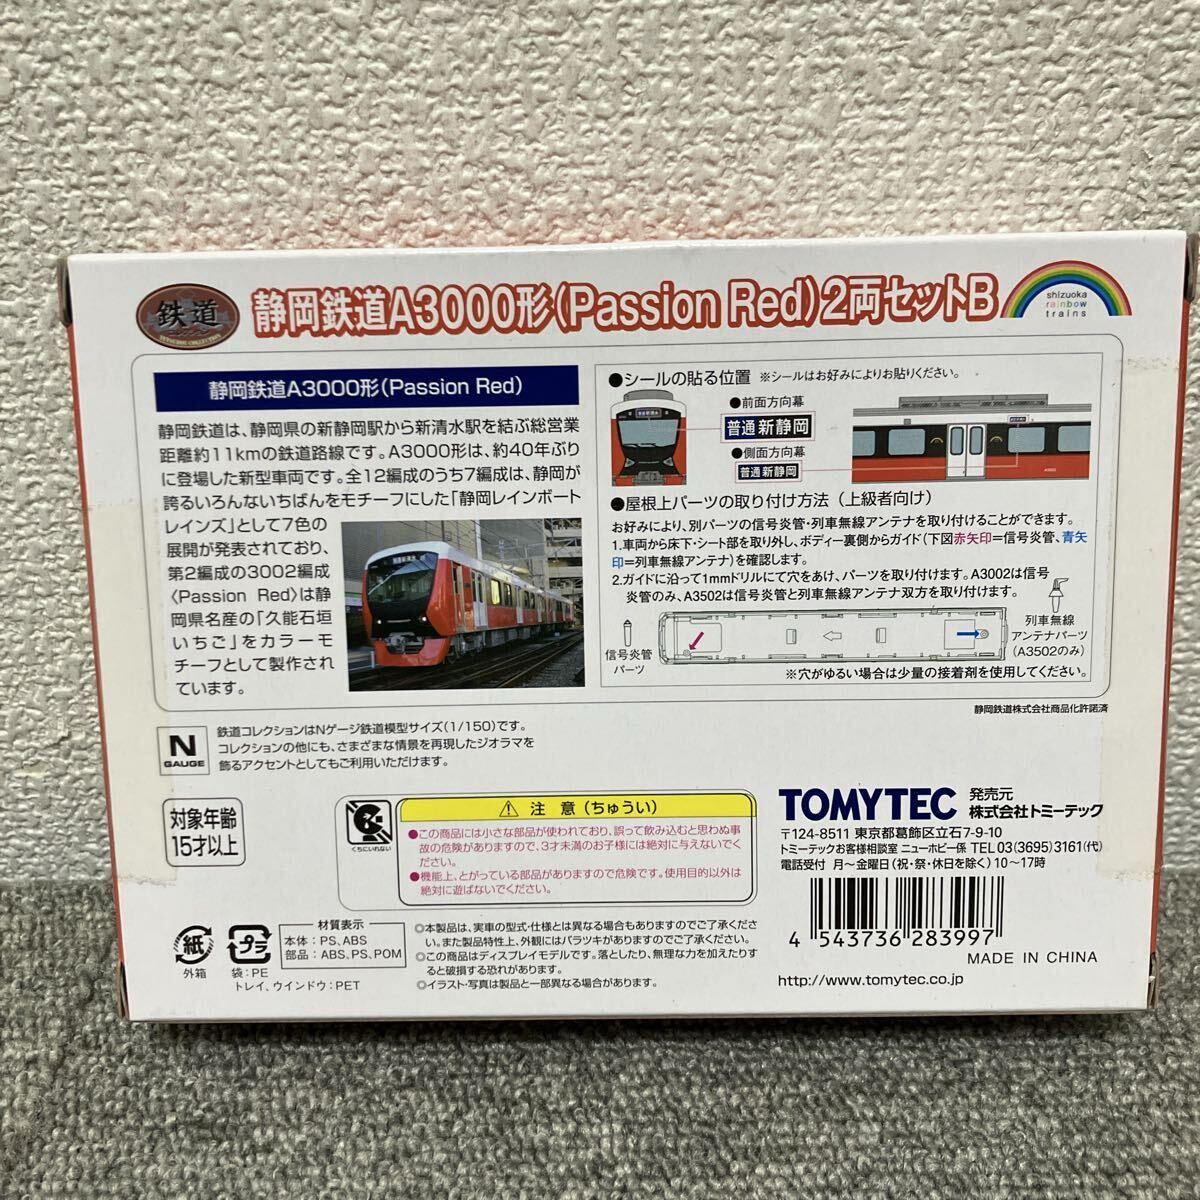 鉄道
TETSUDOU COLLECTION
静岡鉄道A3000形(Passion Red)2両セットB
shizuoka
rainbow
trains
静岡鉄道A3000形(Passion Red)
静岡鉄道は、静岡県の新静岡駅から新清水駅を結ぶ総営業
距離約11kmの鉄道路線です。A3000形は、約40年ぶり
に登場した新型車両です。全12編成のうち7編成は、静岡が
誇るいろんないちばんをモチーフにした「静岡レインボート
レインズ」として7色の
展開が発表されており、
第2編成の3002編成
〈Passion Red〉は静
岡県名産の「久能石垣
いちご」をカラーモ
チーフとして製作され
ています。
●シールの貼る位置 ※シールはお好みによりお貼りください。
●前面方向幕
普通 新静岡
●側面方向幕
普通 新静岡
●屋根上パーツの取り付け方法(上級者向け)
お好みにより、別パーツの信号炎管・列車無線アンテナを取り付けることができます。
1.車両から床下・シート部を取り外し、ボディー裏側からガイド(下図赤矢印=信号炎管、青矢
印=列車無線アンテナ)を確認します。
2.ガイドに沿って1mmドリルにて穴をあけ、パーツを取り付けます。A3002は信号
炎管のみ、A3502は信号炎管と列車無線アンテナ双方を取り付けます。
信号炎管
パーツ
列車無線
アンテナパーツ
(A3502のみ)
※穴がゆるい場合は少量の接着剤を使用してください。
静岡鉄道株式会社商品化許諾済
N
GAUGE
鉄道コレクションはNゲージ鉄道模型サイズ(1/150)です。
コレクションの他にも、さまざまな情景を再現したジオラマを
飾るアクセントとしてもご利用いただけます。
対象年齢
15才以上
くちにいれない
注 意(ちゅうい)
●この商品には小さな部品が使われており、誤って飲み込むと思わぬ事
故の危険がありますので、3才未満のお子様には絶対に与えないでく
ださい。
●機能上、とがっている部品がありますので危険です。使用目的以外は
絶対に遊ばないでください。
TOMYTEC 発売元
株式会社トミーテック
〒124-8511 東京都葛飾区立石7-9-10
トミーテックお客様相談室 ニューホビー係 TEL 03(3695)3161(代)
電話受付 月〜金曜日(祝・祭・休日を除く)10〜17時
紙
外箱
プラ
袋:PE
トレイ、ウインドウ:PET
材質表示
本体:PS、ABS
部品:ABS、PS、POM
◎本製品は、実車の型式・仕様とは異なる場合もありますのでご了承くださ
い。また製品特性上、外観にはバラツキがありますのでご了承ください。
◎この商品はディスプレイモデルです。落としたり、無理な力を加えたりす
ると破損する恐れがあります。
◎イラスト・写真は製品と一部異なる場合があります。
4 543736 283997
MADE IN CHINA
http://www.tomytec.co.jp